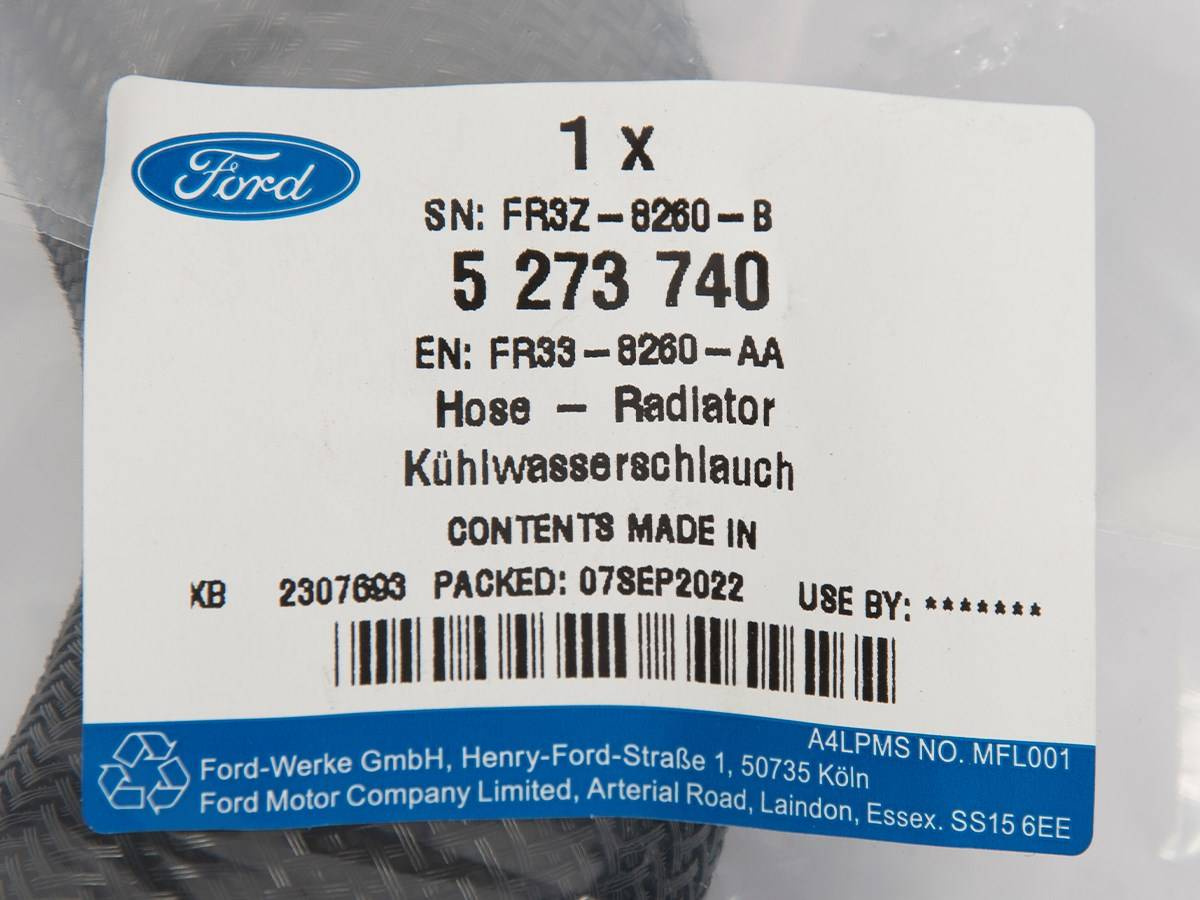 Ford
1 x
SN: FR3Z-8260-B
5 273 740
EN: FR33-8260-AA
Hose - Radiator
Kühlwasserschlauch
CONTENTS MADE IN
XB 2307693 PACKED: 07SEP2022 USE BY: *******
A4LPMS NO. MFL001
Ford-Werke GmbH, Henry-Ford-Straße 1, 50735 Köln
Ford Motor Company Limited, Arterial Road, Laindon, Essex. SS15 6EE